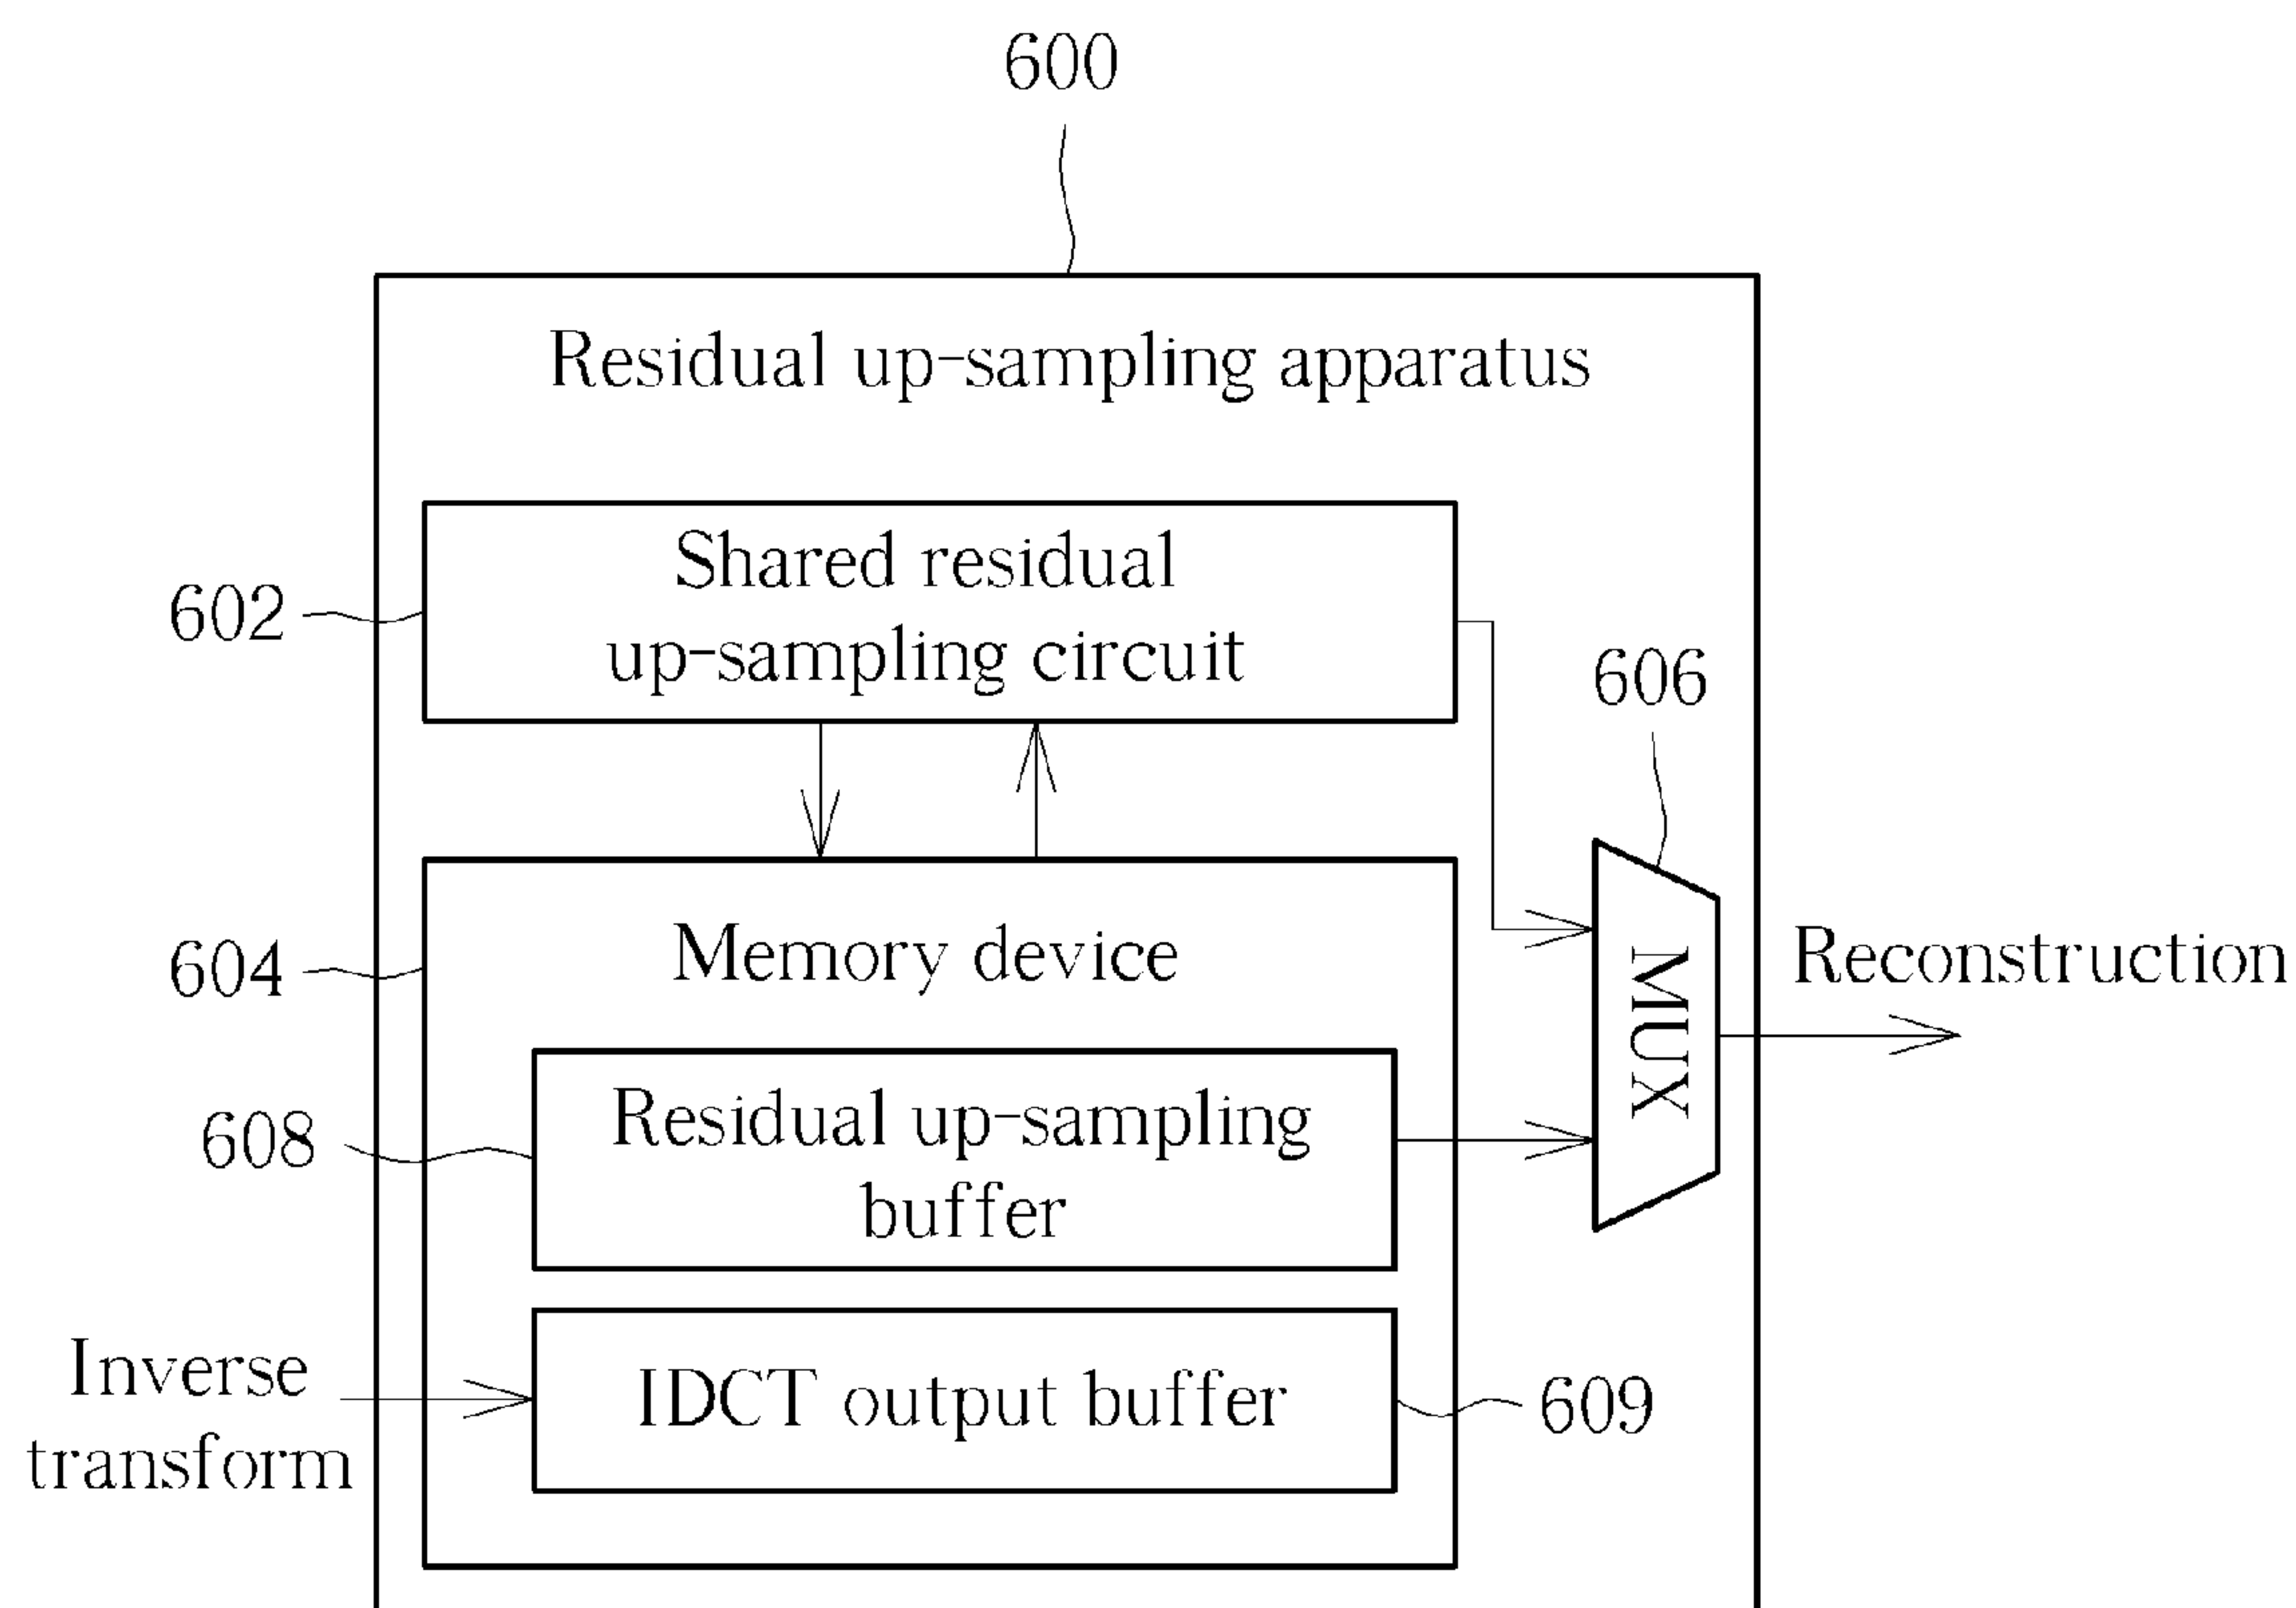 600
Residual up-sampling apparatus
Shared residual
up-sampling circuit
602
606
Memory device
604
MUX
Reconstruction
Residual up-sampling
buffer
608
Inverse
transform
IDCT output buffer
609